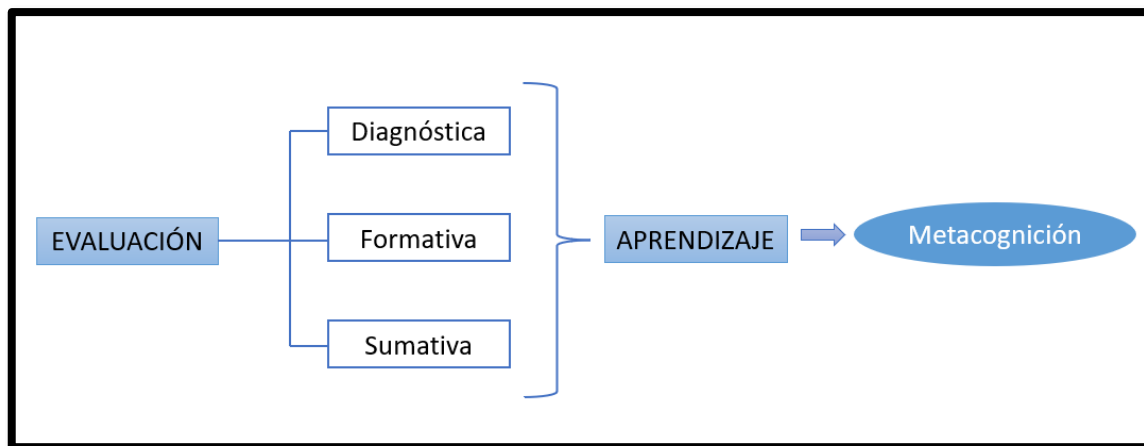 Diagnóstica
EVALUACIÓN
Formativa
Sumativa
APRENDIZAJE
Metacognición